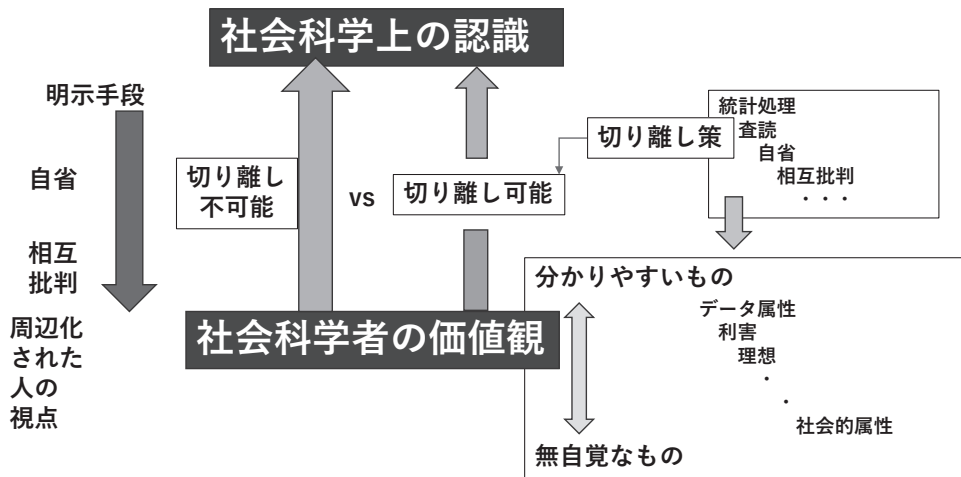 社会科学上の認識
明示手段
自省
相互
批判
周辺化
された
人の
視点
切り離し
不可能
vs
切り離し可能
切り離し策
統計処理
査読
自省
相互批判
・・・
社会科学者の価値観
分かりやすいもの
データ属性
利害
理想
・
・
社会的属性
無自覚なもの